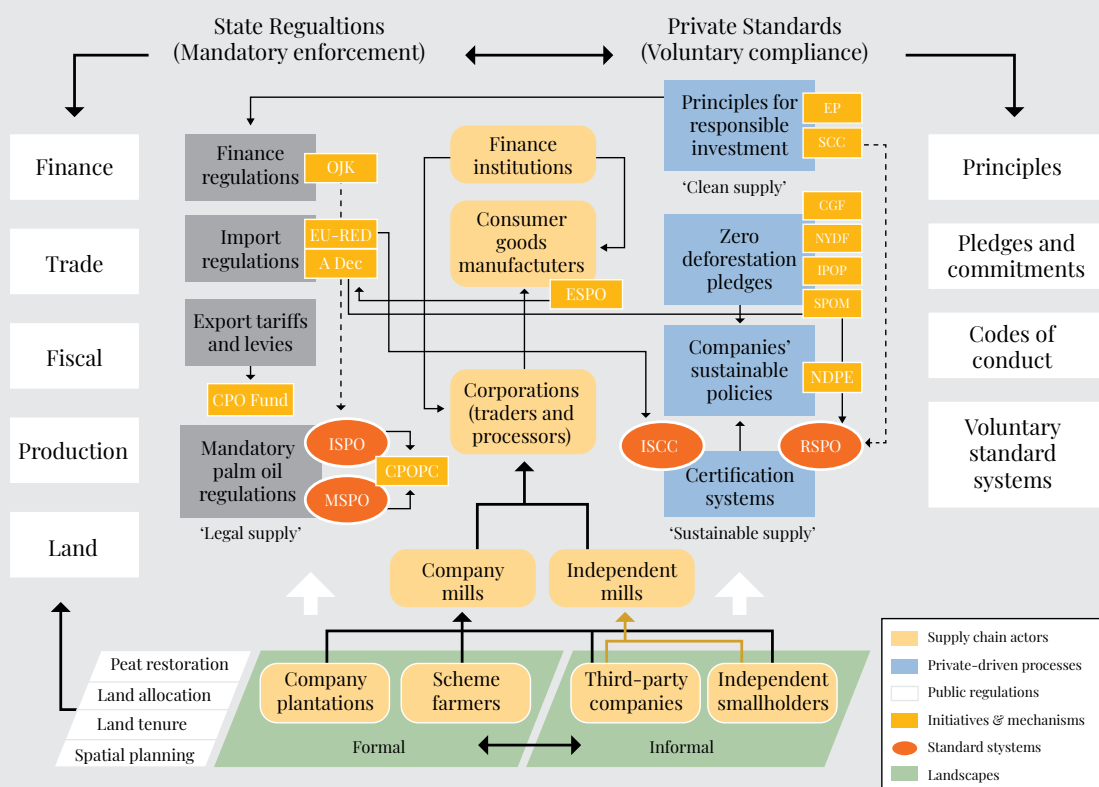 State Regualtions
(Mandatory enforcement)
Private Standards
(Voluntary compliance)
Finance
Trade
Fiscal
Production
Land
Finance
regulations
OJK
Import
regulations
EU-RED
A Dec
Export tariffs
and levies
CPO Fund
Mandatory
palm oil
regulations
ISPO
MSPO
CPOPC
‘Legal supply’
Finance
institutions
Consumer
goods
manufactuters
ESPO
Corporations
(traders and
processors)
Principles for
responsible
investment
EP
SCC
‘Clean supply’
Zero
deforestation
pledges
CGF
NYDF
IPOP
SPOM
Companies’
sustainable
policies
NDPE
ISCC
RSPO
Certification
systems
‘Sustainable supply’
Principles
Pledges and
commitments
Codes of
conduct
Voluntary
standard
systems
Company
mills
Independent
mills
Peat restoration
Land allocation
Land tenure
Spatial planning
Company
plantations
Scheme
farmers
Third-party
companies
Independent
smallholders
Formal
Informal
Supply chain actors
Private-driven processes
Public regulations
Initiatives & mechanisms
Standard stystems
Landscapes